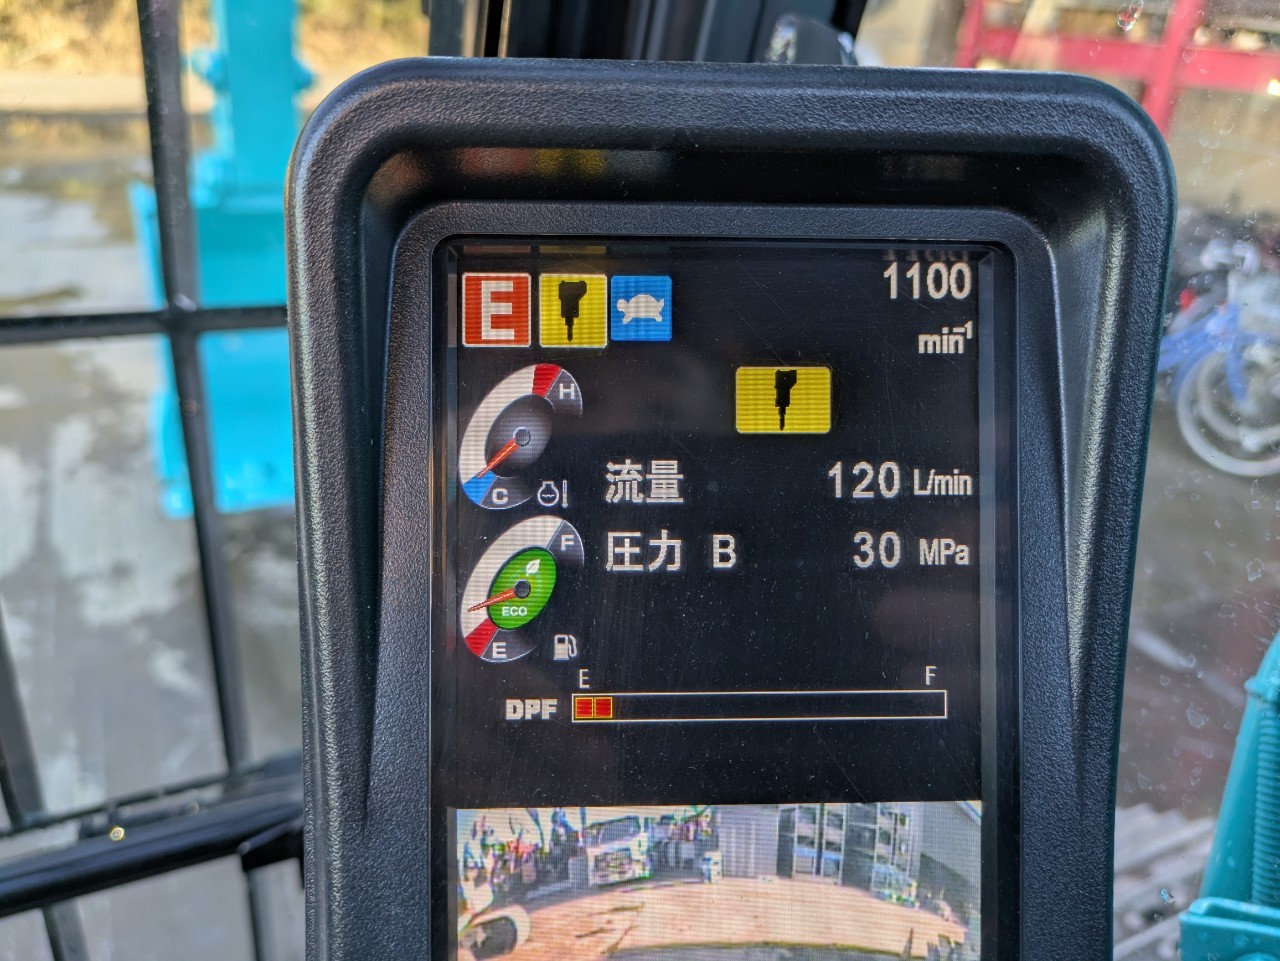 E
1100
min-1
H
C
流量 120 L/min
圧力 B 30 MPa
F
ECO
E
E F
DPF